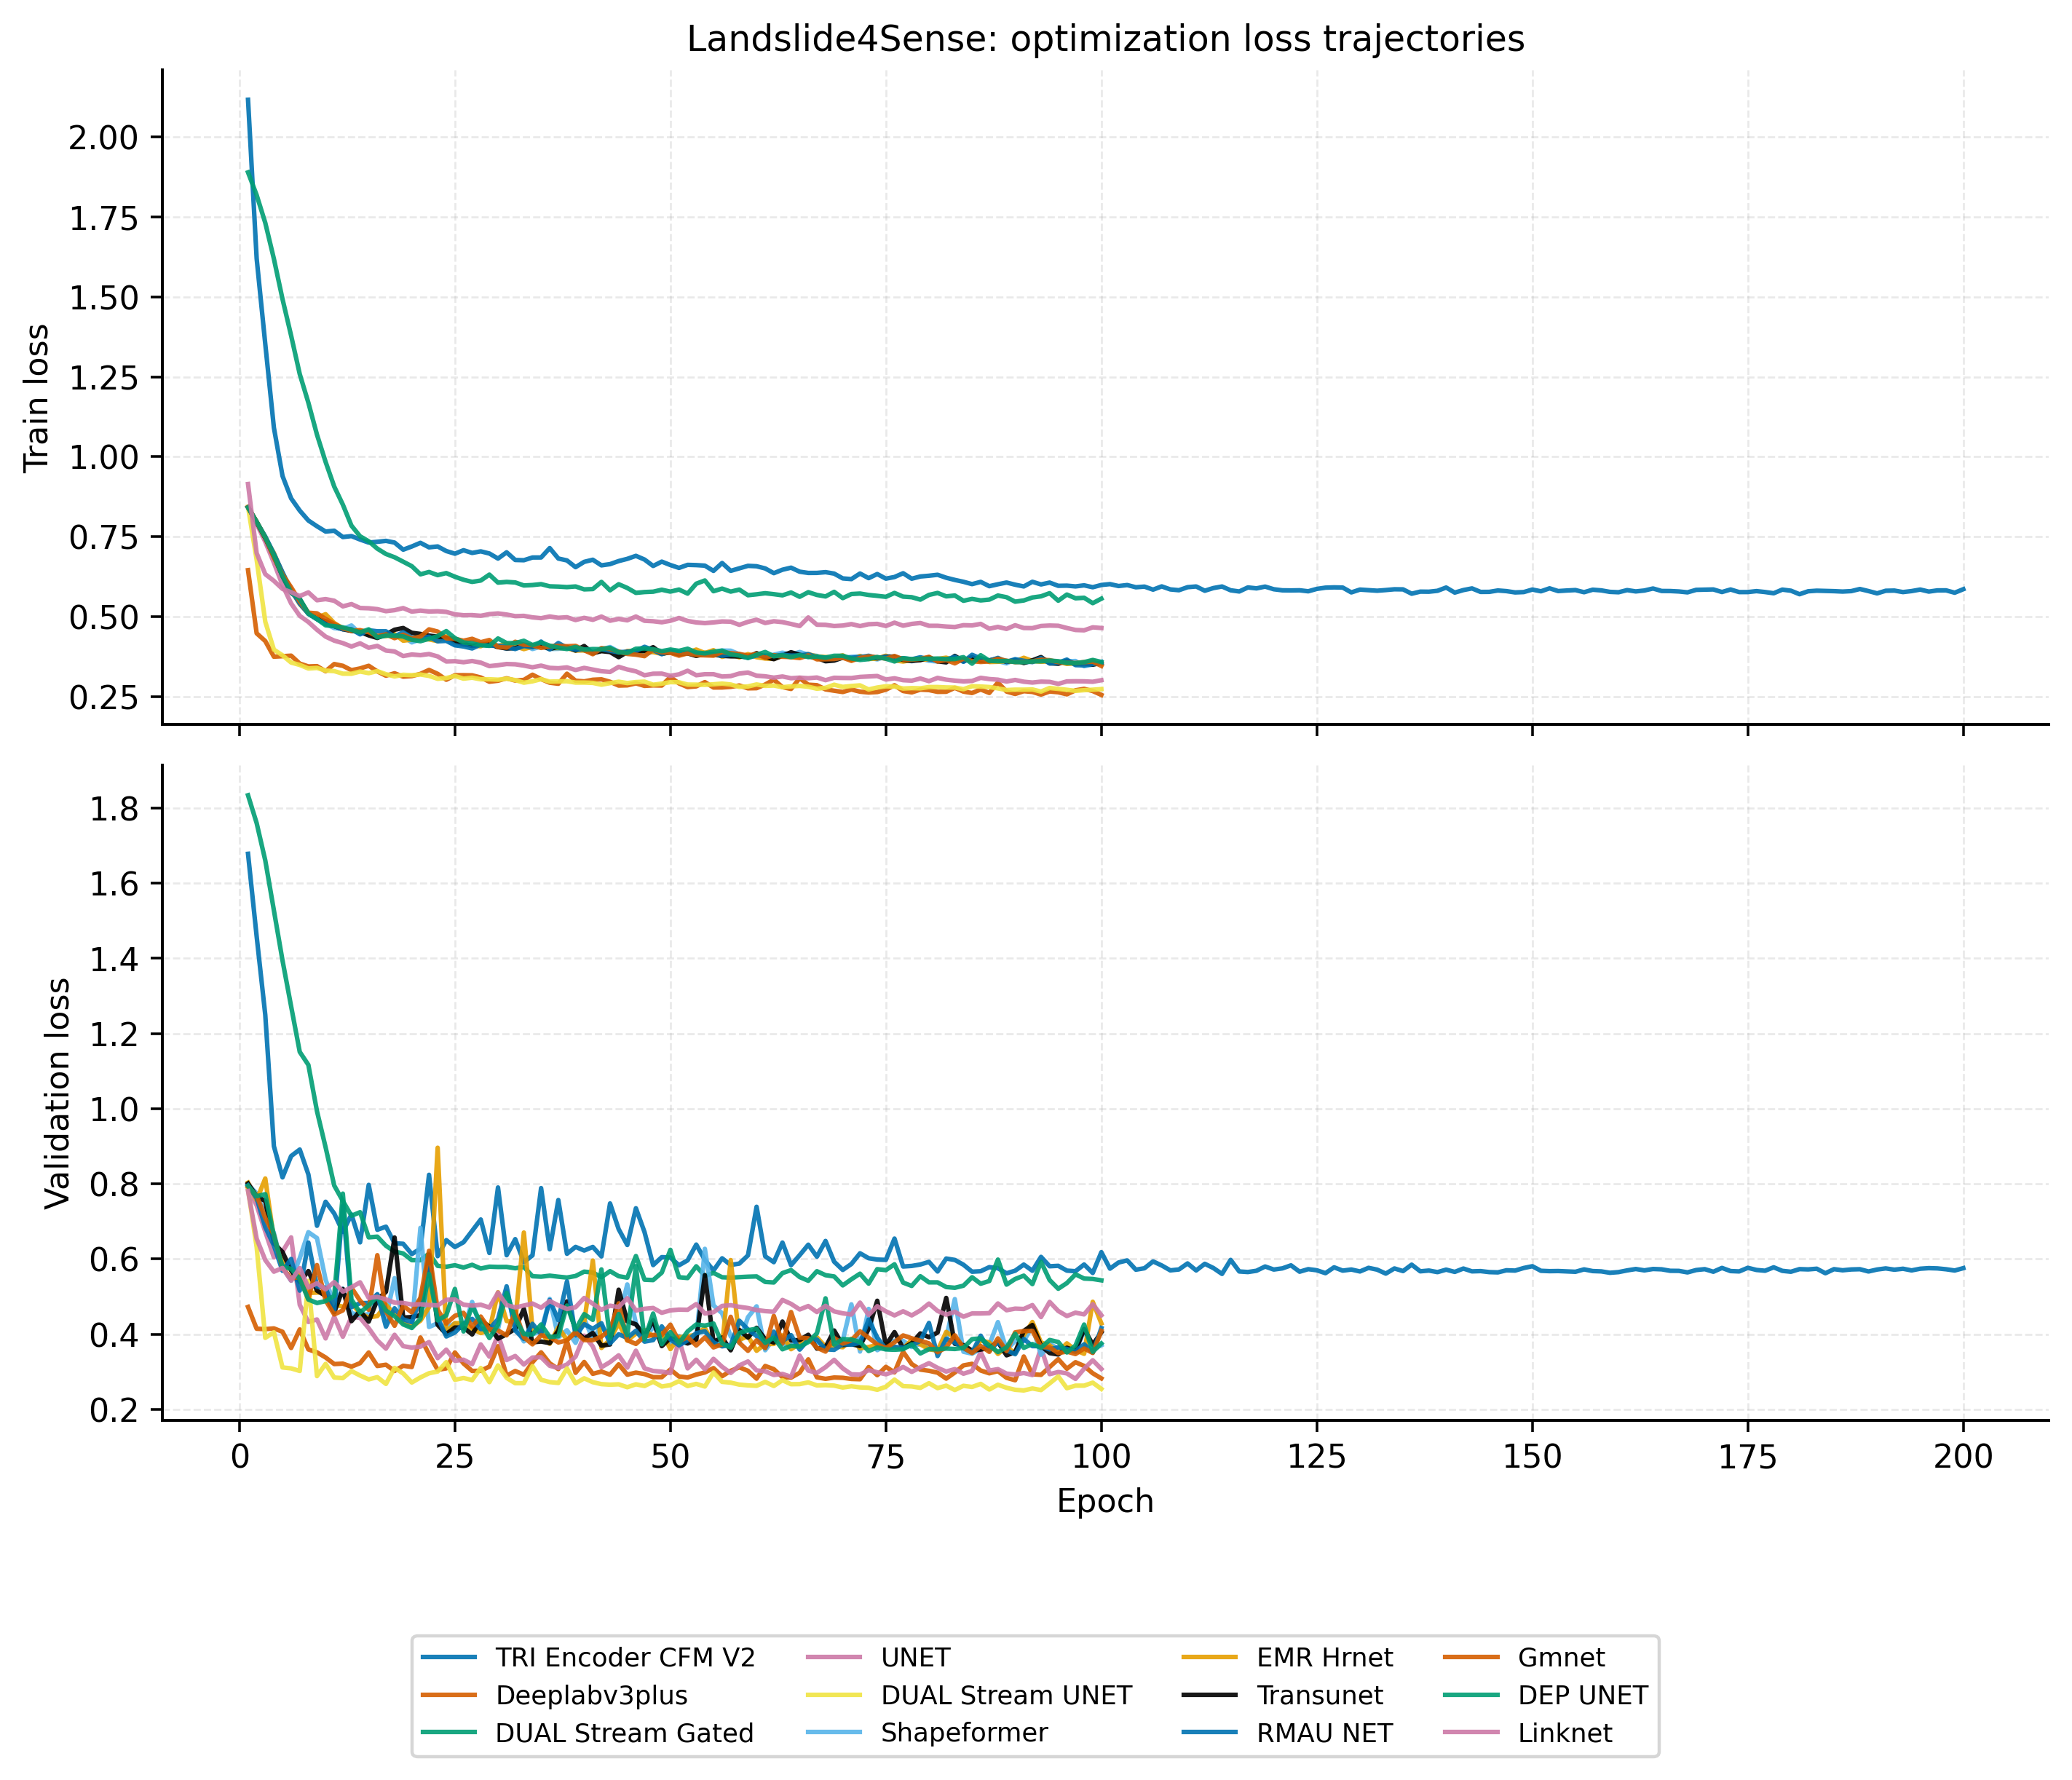 Landslide4Sense: optimization loss trajectories
Train loss
2.00
1.75
1.50
1.25
1.00
0.75
0.50
0.25
Validation loss
1.8
1.6
1.4
1.2
1.0
0.8
0.6
0.4
0.2
0 25 50 75 100 125 150 175 200
Epoch
TRI Encoder CFM V2 UNET EMR Hrnet Gmnet
Deeplabv3plus DUAL Stream UNET Transunet DEP UNET
DUAL Stream Gated Shapeformer RMAU NET Linknet